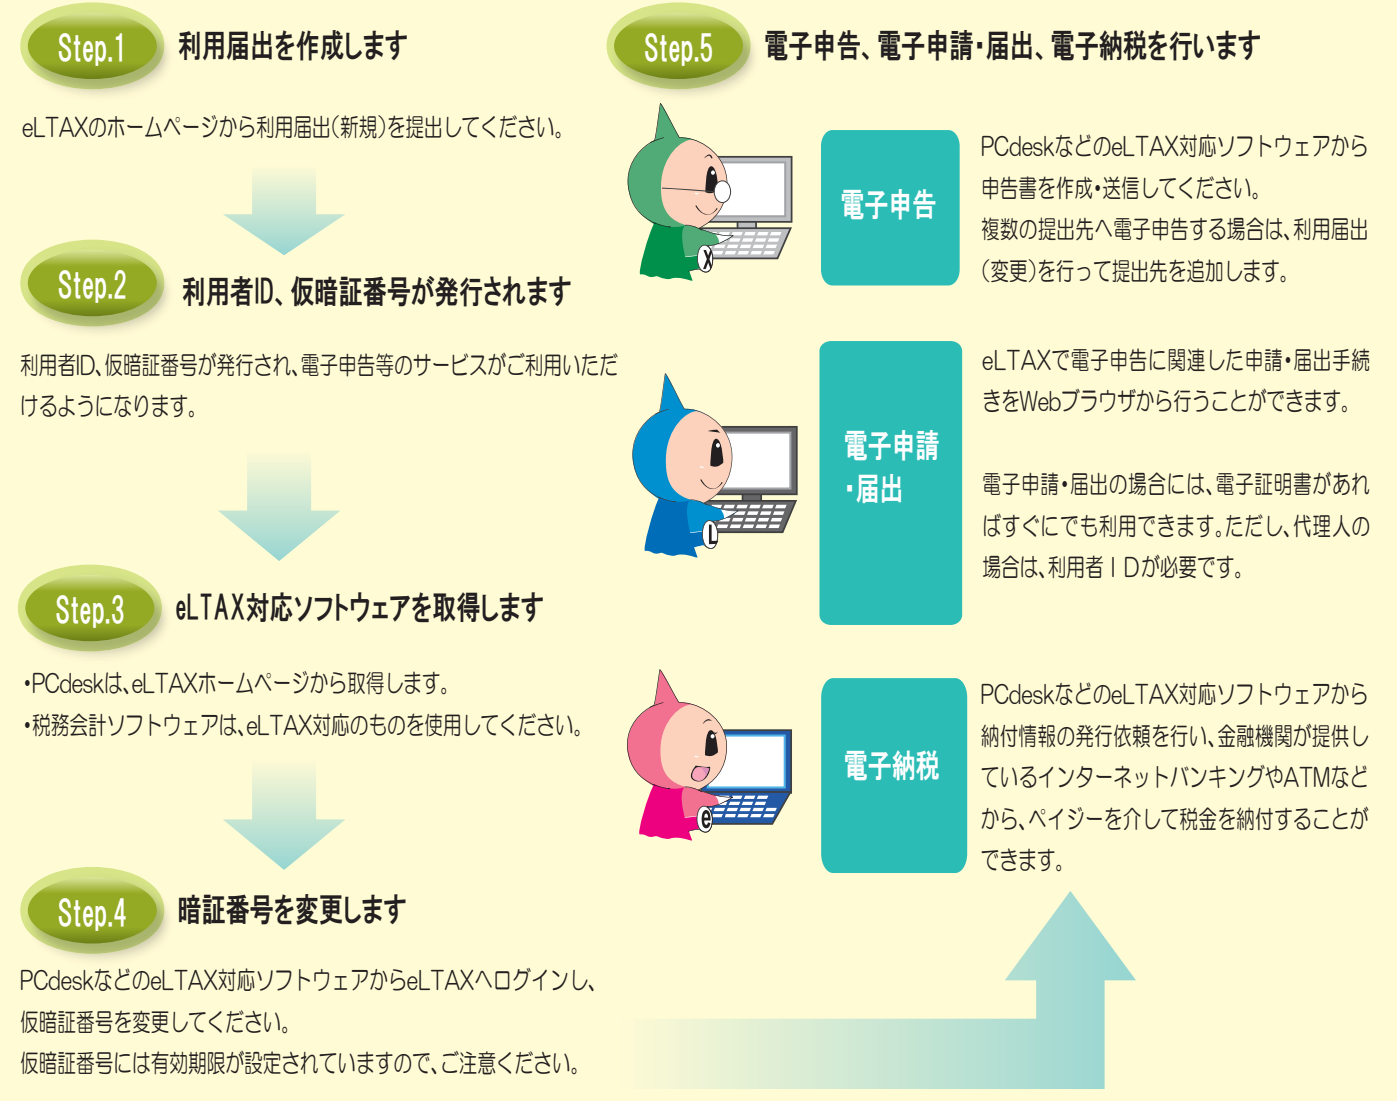 Step.1 利用届出を作成します
eLTAXのホームページから利用届出(新規)を提出してください。
Step.2 利用者ID、仮暗証番号が発行されます
利用者ID、仮暗証番号が発行され、電子申告等のサービスがご利用いただ
けるようになります。
Step.3 eLTAX対応ソフトウェアを取得します
・PCdeskは、eLTAXホームページから取得します。
・税務会計ソフトウェアは、eLTAX対応のものを使用してください。
Step.4 暗証番号を変更します
PCdeskなどのeLTAX対応ソフトウェアからeLTAXへログインし、
仮暗証番号を変更してください。
仮暗証番号には有効期限が設定されていますので、ご注意ください。
Step.5 電子申告、電子申請・届出、電子納税を行います
X
電子申告
PCdeskなどのeLTAX対応ソフトウェアから
申告書を作成・送信してください。
複数の提出先へ電子申告する場合は、利用届出
(変更)を行って提出先を追加します。
L
電子申請
・届出
eLTAXで電子申告に関連した申請・届出手続
きをWebブラウザから行うことができます。
電子申請・届出の場合には、電子証明書があれ
ばすぐにでも利用できます。ただし、代理人の
場合は、利用者ＩＤが必要です。
e
電子納税
PCdeskなどのeLTAX対応ソフトウェアから
納付情報の発行依頼を行い、金融機関が提供し
ているインターネットバンキングやATMなど
から、ペイジーを介して税金を納付することが
できます。